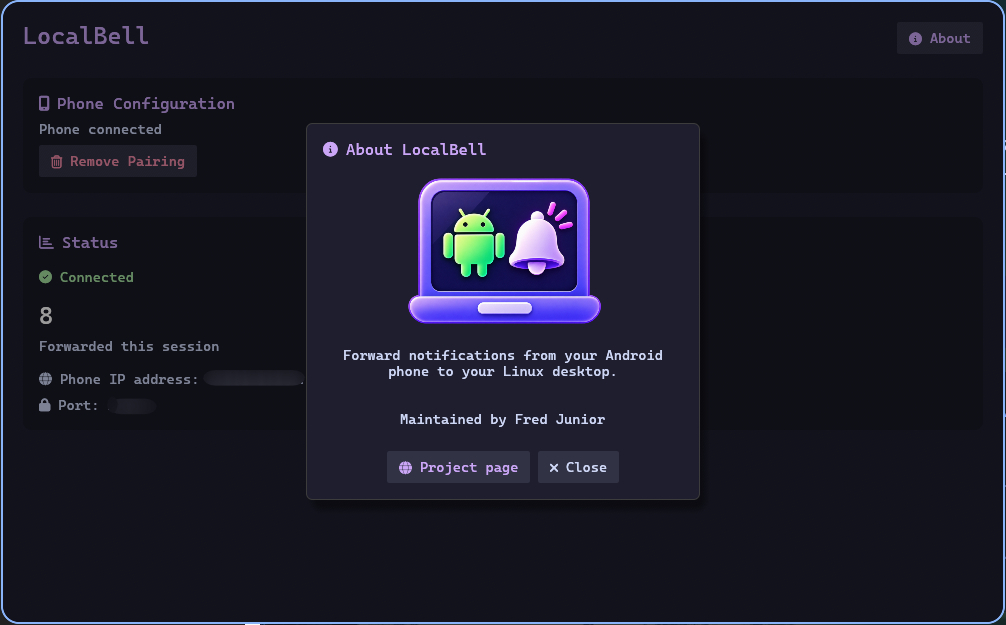 LocalBell
About
Phone Configuration
Phone connected
Remove Pairing
Status
Connected
8
Forwarded this session
Phone IP address:
Port:
About LocalBell
Forward notifications from your Android
phone to your Linux desktop.
Maintained by Fred Junior
Project page
Close